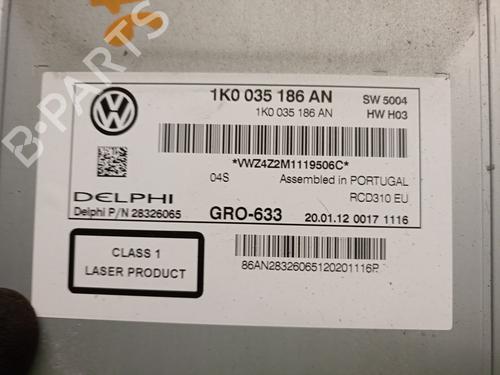 B-PARTS
1K0 035 186 AN SW 5004
1K0 035 186 AN HW H03
*VWZ4Z2M1119506C*
04S Assembled in PORTUGAL
DELPHI RCD310 EU
Delphi P/N 28326065 GRO-633 20.01.12 0017 1116
CLASS 1
LASER PRODUCT
86AN28326065120201116P